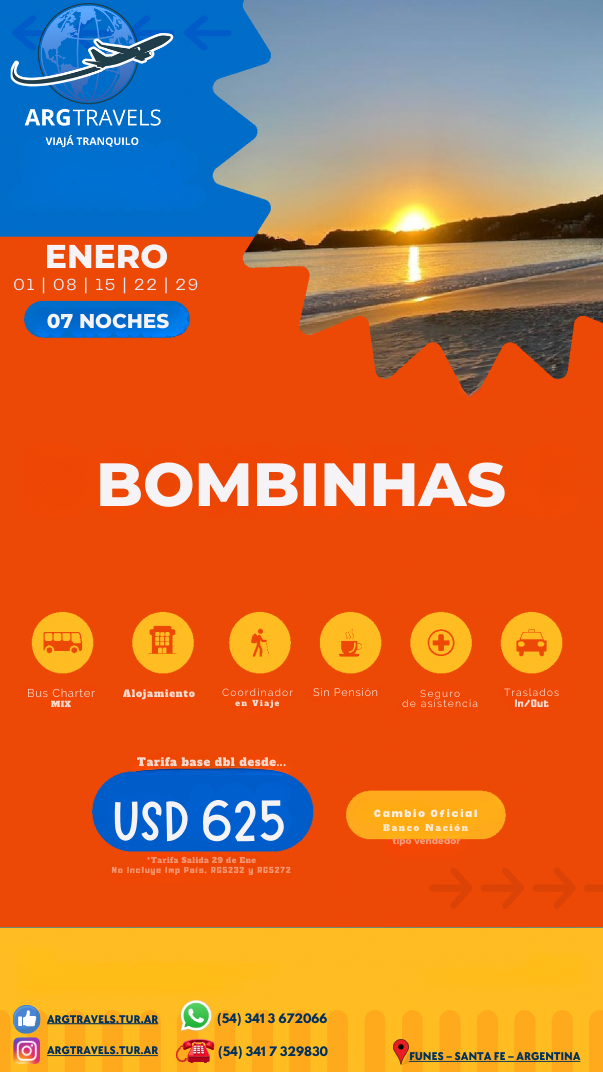 ARGTRAVELS
VIAJÁ TRANQUILO
ENERO
01 | 08 | 15 | 22 | 29
07 NOCHES
BOMBINHAS
Bus Charter
MIX
Alojamiento
Coordinador
en Viaje
Sin Pensión
Seguro
de asistencia
Traslados
In/Out
Tarifa base dbl desde...
USD 625
*Tarifa Salida 29 de Ene
No incluye Imp País, RG5232 y RG5272
Cambio Oficial
Banco Nación
tipo vendedor
ARGTRAVELS.TUR.AR
(54) 341 3 672066
ARGTRAVELS.TUR.AR
(54) 341 7 329830
FUNES – SANTA FE – ARGENTINA